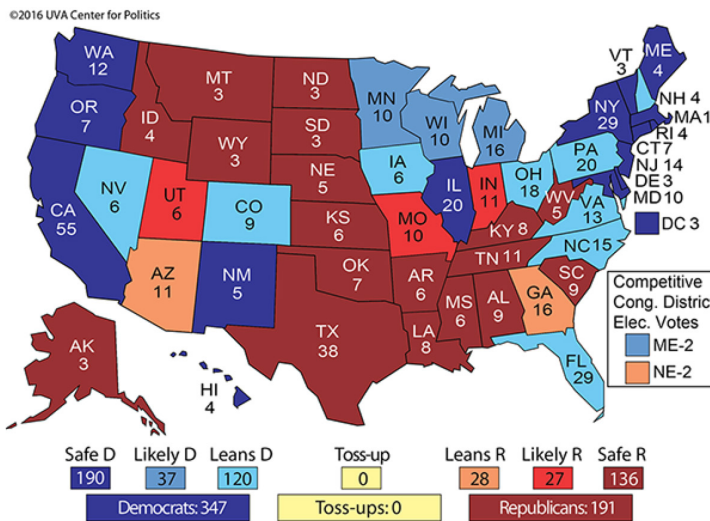 ©2016 UVA Center for Politics
WA
12
OR
7
CA
55
NV
6
ID
4
MT
3
WY
3
UT
6
AZ
11
CO
9
NM
5
ND
3
SD
3
NE
5
KS
6
OK
7
TX
38
MN
10
IA
6
MO
10
AR
6
LA
8
WI
10
IL
20
MI
16
IN
11
OH
18
KY 8
TN 11
MS
6
AL
9
GA
16
FL
29
SC
9
NC 15
VA
13
WV
5
PA
20
NY
29
VT
3
ME
4
NH 4
MA1
RI 4
CT 7
NJ 14
DE 3
MD 10
DC 3
AK
3
HI
4
Competitive
Cong. District
Elec. Votes
ME-2
NE-2
Safe D
Likely D
Leans D
Toss-up
Leans R
Likely R
Safe R
190
37
120
0
28
27
136
Democrats: 347
Toss-ups: 0
Republicans: 191